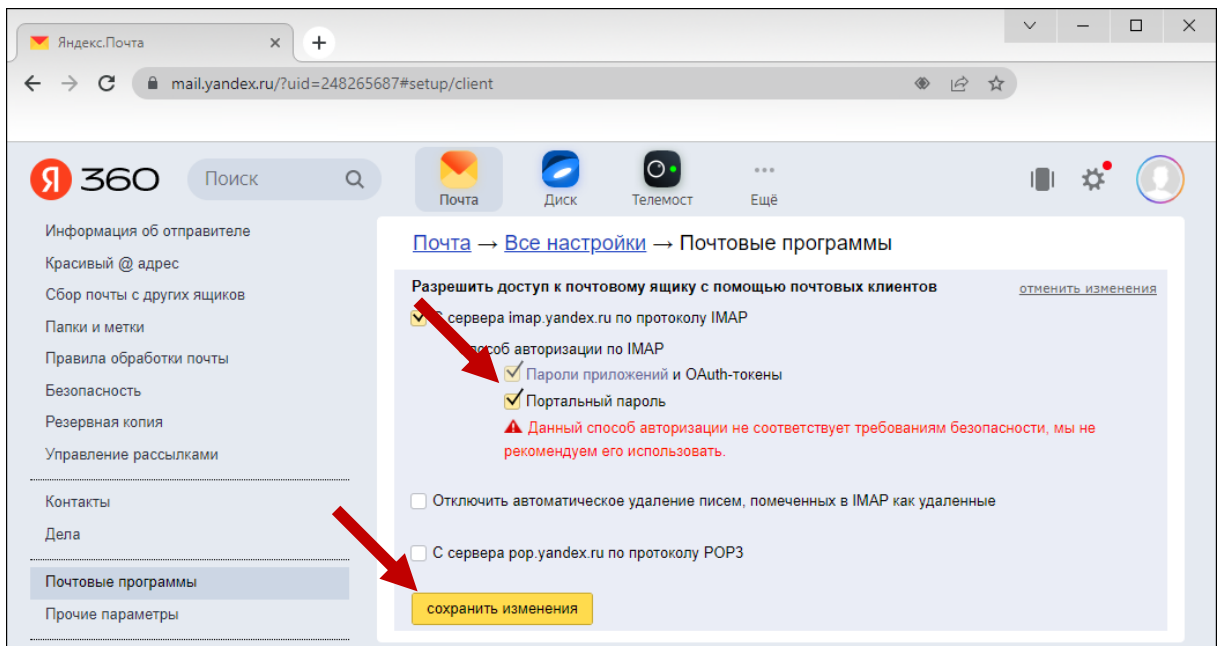 Яндекс.Почта
mail.yandex.ru/?uid=248265687#setup/client
Я 360
Поиск
Почта
Диск
Телемост
Ещё
Информация об отправителе
Красивый @ адрес
Сбор почты с других ящиков
Папки и метки
Правила обработки почты
Безопасность
Резервная копия
Управление рассылками
Контакты
Дела
Почтовые программы
Прочие параметры
Почта → Все настройки → Почтовые программы
Разрешить доступ к почтовому ящику с помощью почтовых клиентов
отменить изменения
С сервера imap.yandex.ru по протоколу IMAP
авторизации по IMAP
Пароли приложений и OAuth-токены
Портальный пароль
Данный способ авторизации не соответствует требованиям безопасности, мы не
рекомендуем его использовать.
Отключить автоматическое удаление писем, помеченных в IMAP как удаленные
С сервера pop.yandex.ru по протоколу POP3
сохранить изменения